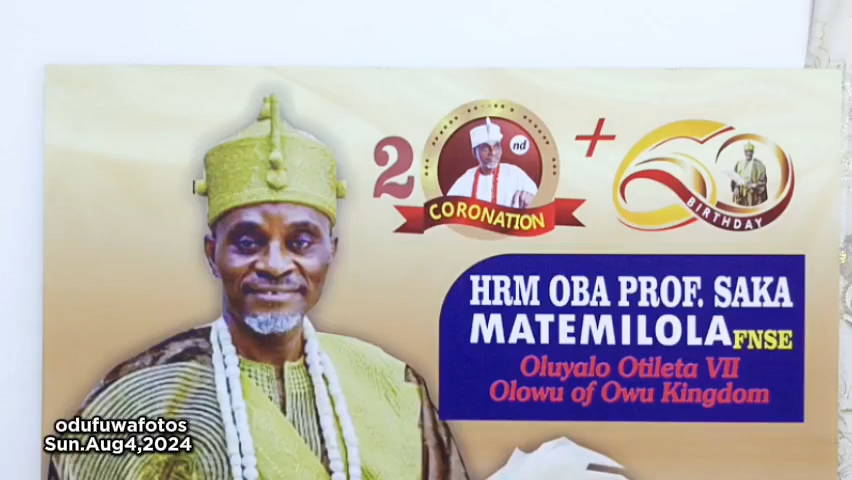 2 nd
CORONATION
+
60
BIRTHDAY
HRM OBA PROF. SAKA
MATEMILOLA FNSE
Oluyalo Otileta VII
Olowu of Owu Kingdom
odufuwafotos
Sun.Aug4,2024